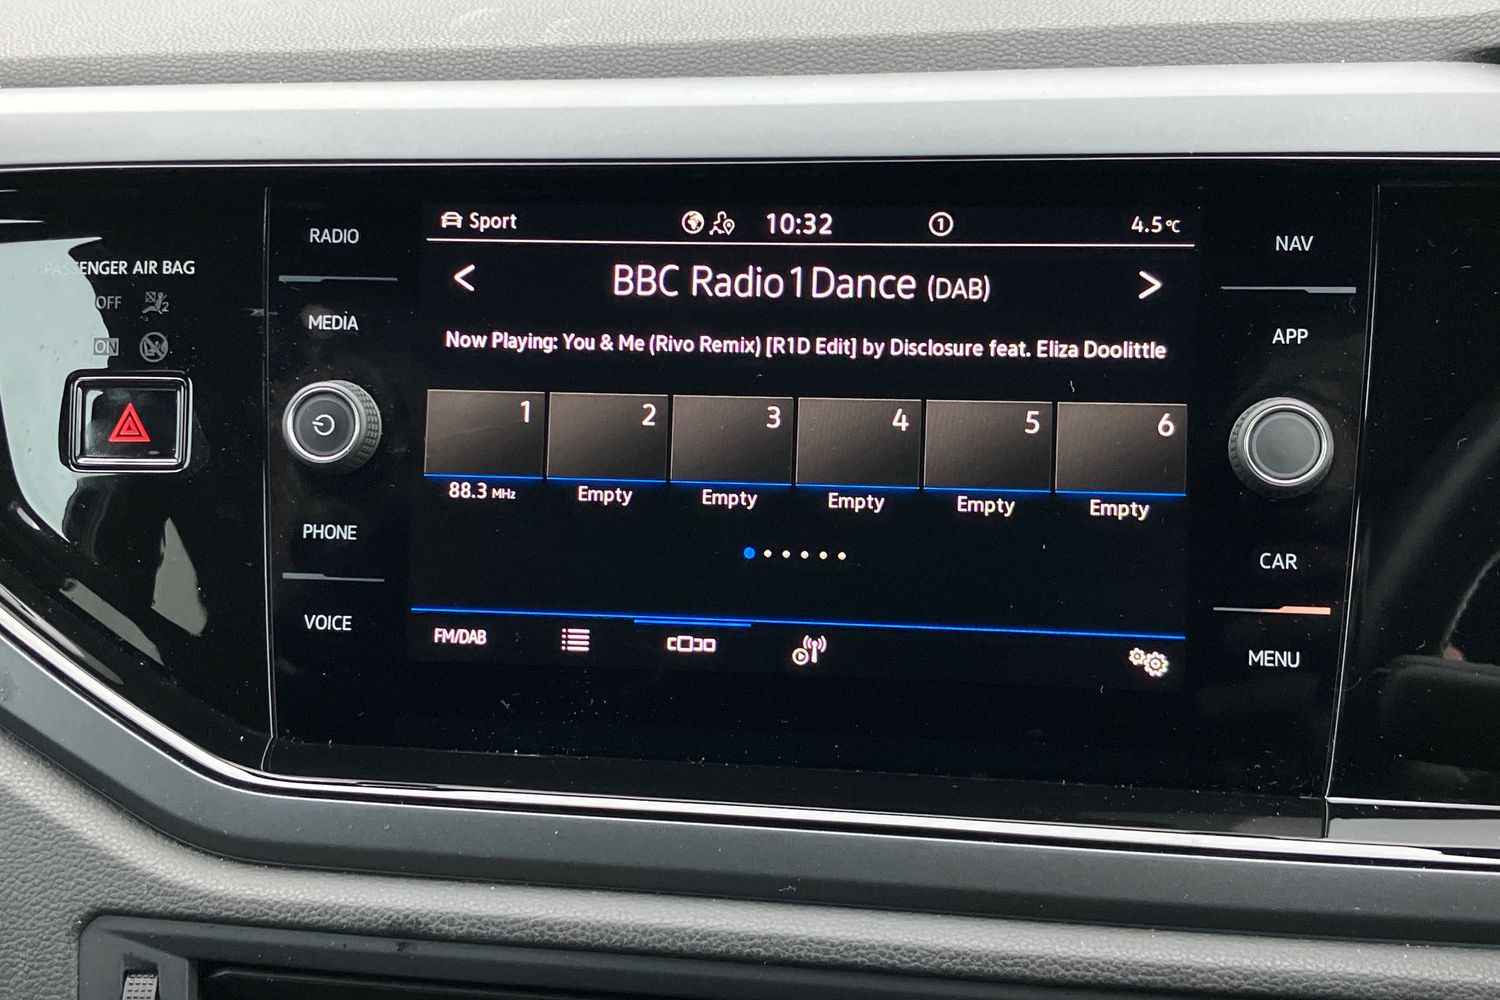 PASSENGER AIR BAG
OFF
ON
RADIO
MEDIA
PHONE
VOICE
Sport
10:32
1
4.5°C
< BBC Radio 1 Dance (DAB) >
Now Playing: You & Me (Rivo Remix) [R1D Edit] by Disclosure feat. Eliza Doolittle
1 2 3 4 5 6
88.3 MHz Empty Empty Empty Empty Empty
FM/DAB
NAV
APP
CAR
MENU